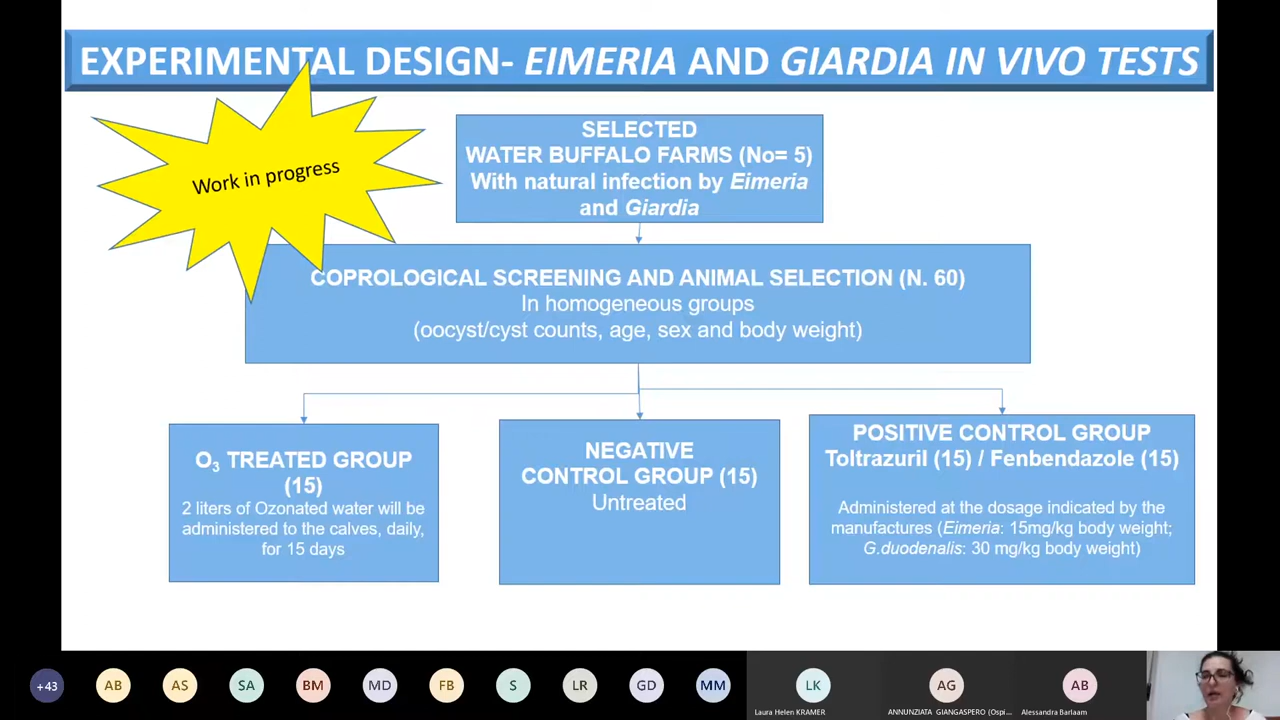 EXPERIMENTAL DESIGN- EIMERIA AND GIARDIA IN VIVO TESTS
Work in progress
SELECTED
WATER BUFFALO FARMS (No= 5)
With natural infection by Eimeria
and Giardia
COPROLOGICAL SCREENING AND ANIMAL SELECTION (N. 60)
In homogeneous groups
(oocyst/cyst counts, age, sex and body weight)
O₃ TREATED GROUP
(15)
2 liters of Ozonated water will be
administered to the calves, daily,
for 15 days
NEGATIVE
CONTROL GROUP (15)
Untreated
POSITIVE CONTROL GROUP
Toltrazuril (15) / Fenbendazole (15)
Administered at the dosage indicated by the
manufactures (Eimeria: 15mg/kg body weight;
G.duodenalis: 30 mg/kg body weight)
+43 AB AS SA BM MD FB S LR GD MM LK AG AB
Laura Helen KRAMER ANNUNZIATA GIANGASPERO (Ospi... Alessandra Barlaam